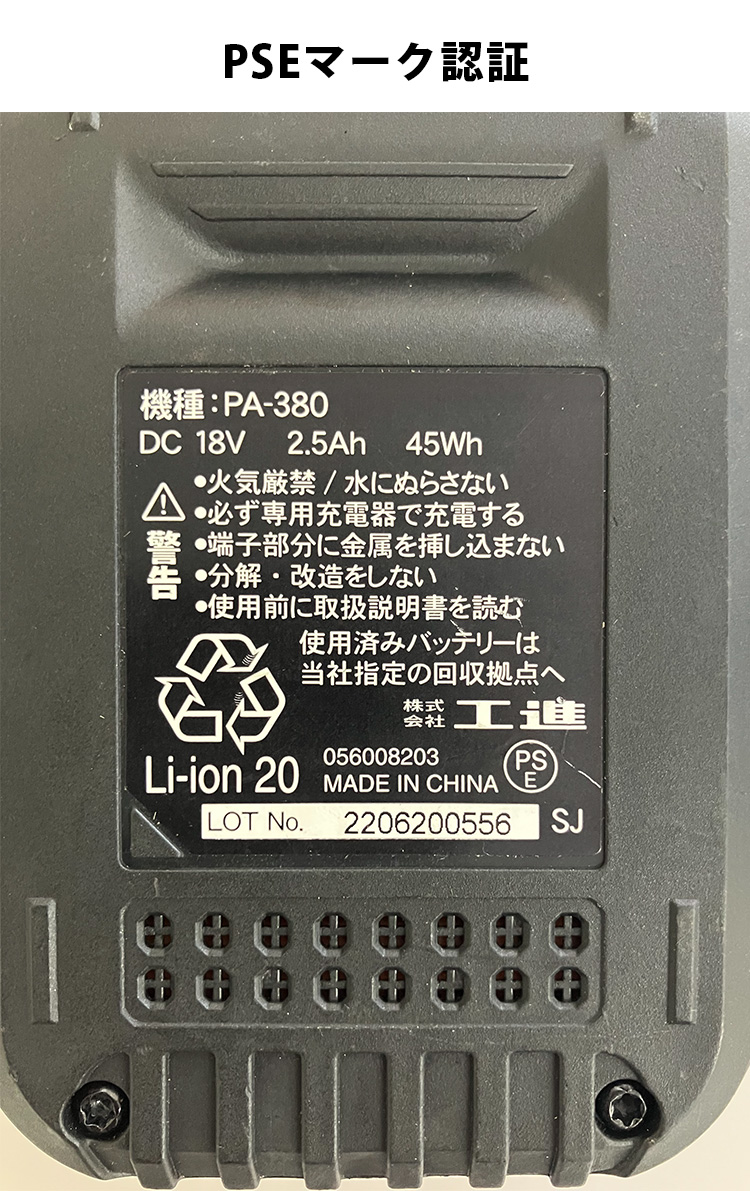 PSEマーク認証
機種:PA-380
DC 18V 2.5Ah 45Wh
警告
•火気厳禁 / 水にぬらさない
•必ず専用充電器で充電する
•端子部分に金属を挿し込まない
•分解・改造をしない
•使用前に取扱説明書を読む
使用済みバッテリーは
当社指定の回収拠点へ
株式会社 工進
Li-ion 20
056008203
MADE IN CHINA
PSE
LOT No. 2206200556 SJ